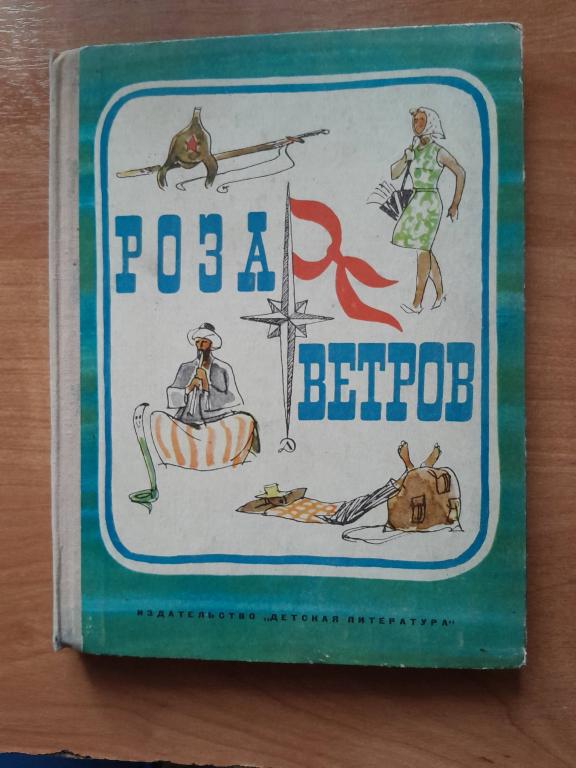 РОЗА
ВЕТРОВ
ИЗДАТЕЛЬСТВО „ДЕТСКАЯ ЛИТЕРАТУРА"